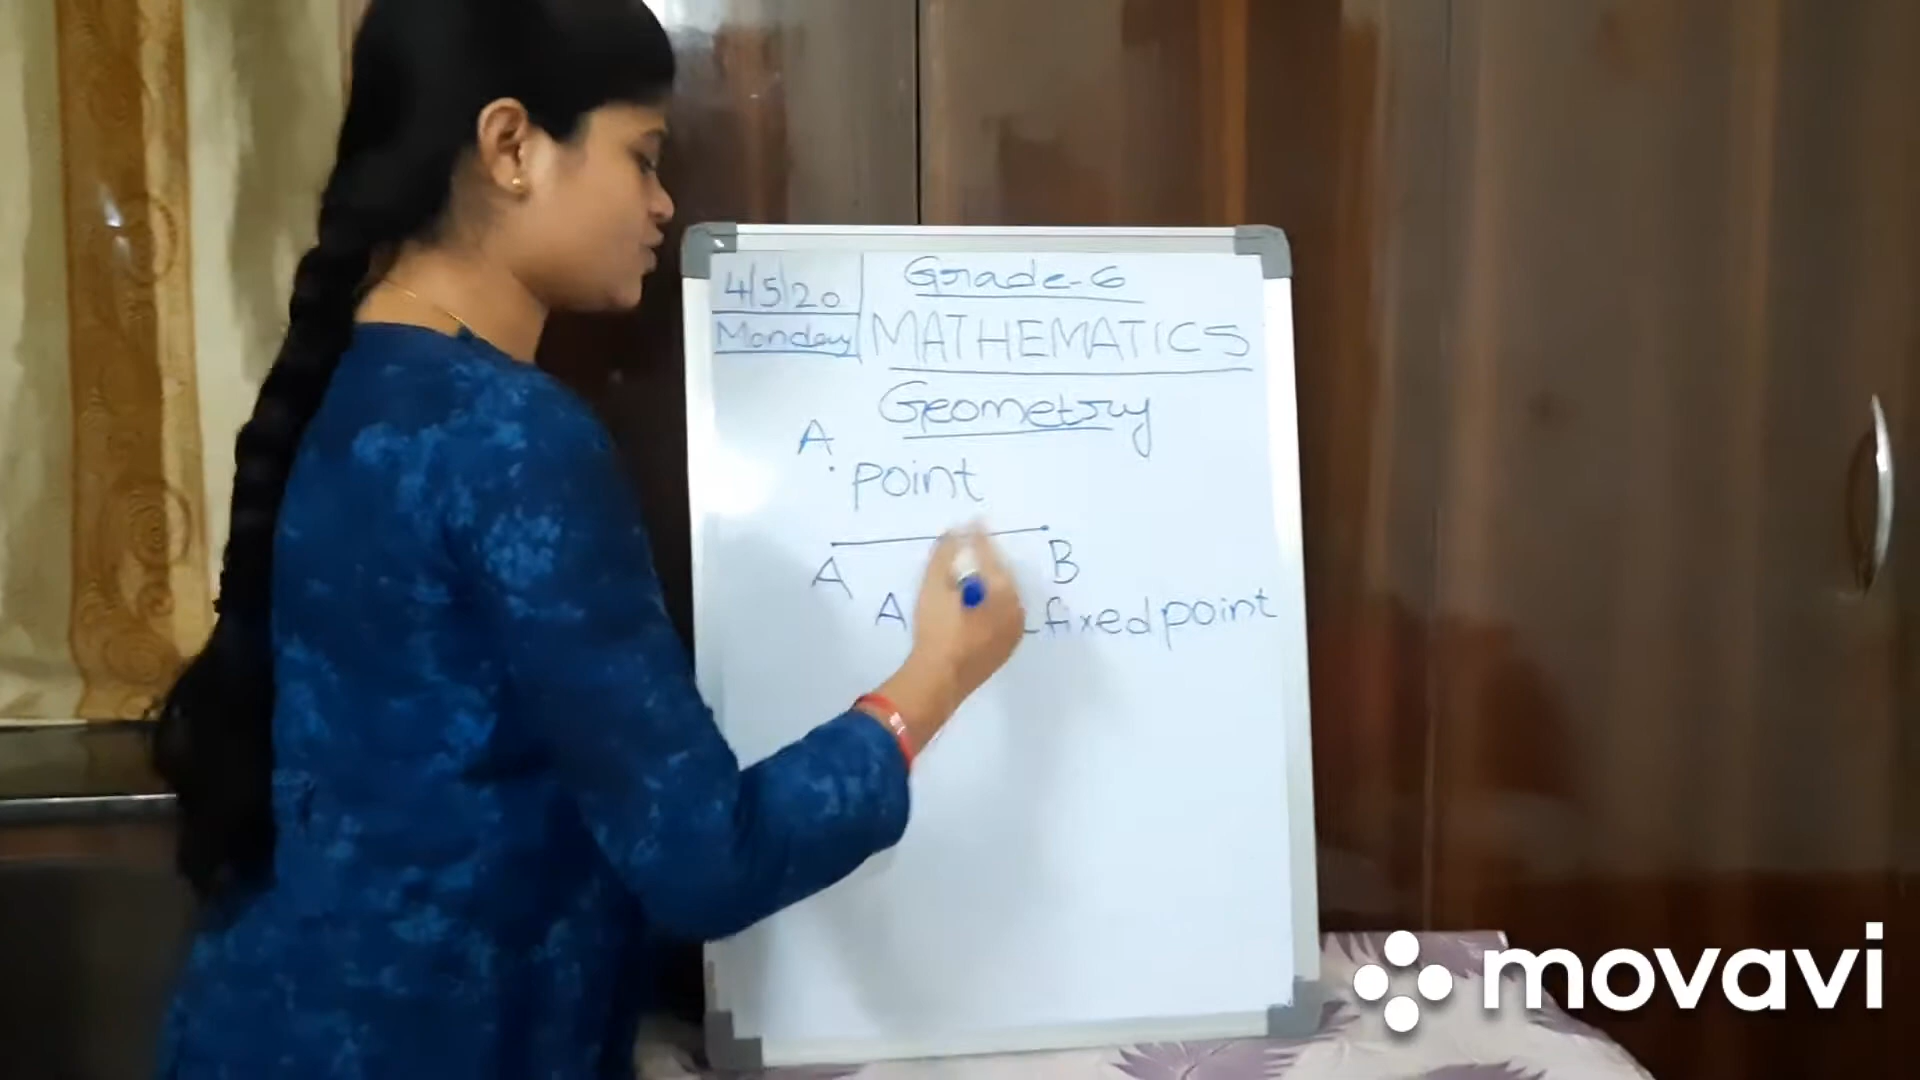 4/5/20
Monday
Grade-6
MATHEMATICS
Geometry
A
point
A B
A fixed point
movavi